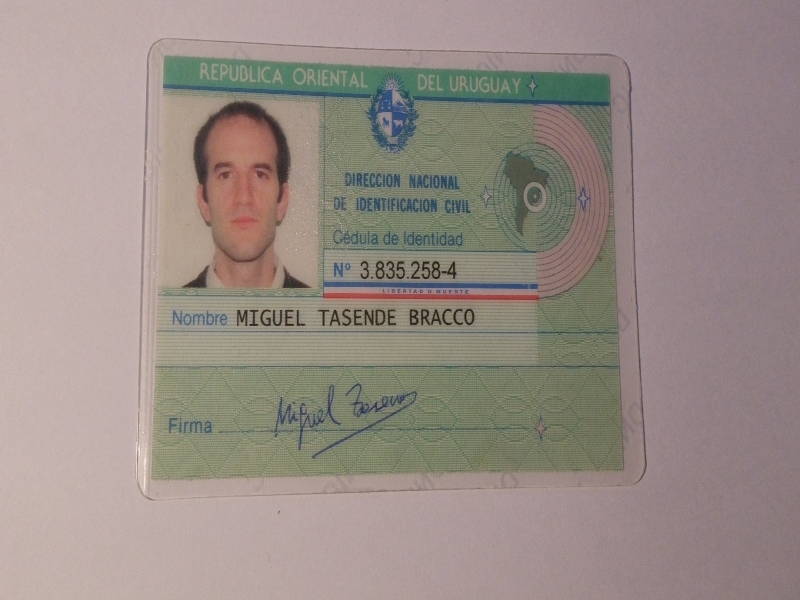 REPUBLICA ORIENTAL DEL URUGUAY
DIRECCION NACIONAL
DE IDENTIFICACION CIVIL
Cédula de Identidad
Nº 3.835.258-4
LIBERTAD O MUERTE
Nombre MIGUEL TASENDE BRACCO
Firma Miguel Tasende